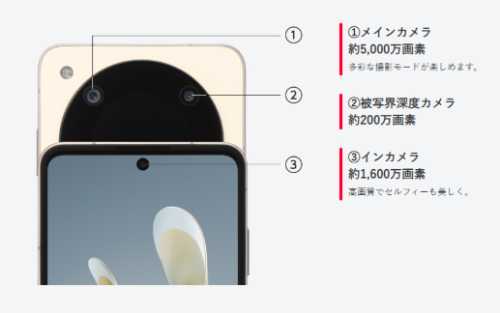 ①
①メインカメラ
約5,000万画素
多彩な撮影モードが楽しめます。
②
②被写界深度カメラ
約200万画素
③
③インカメラ
約1,600万画素
高画質でセルフィーも美しく。